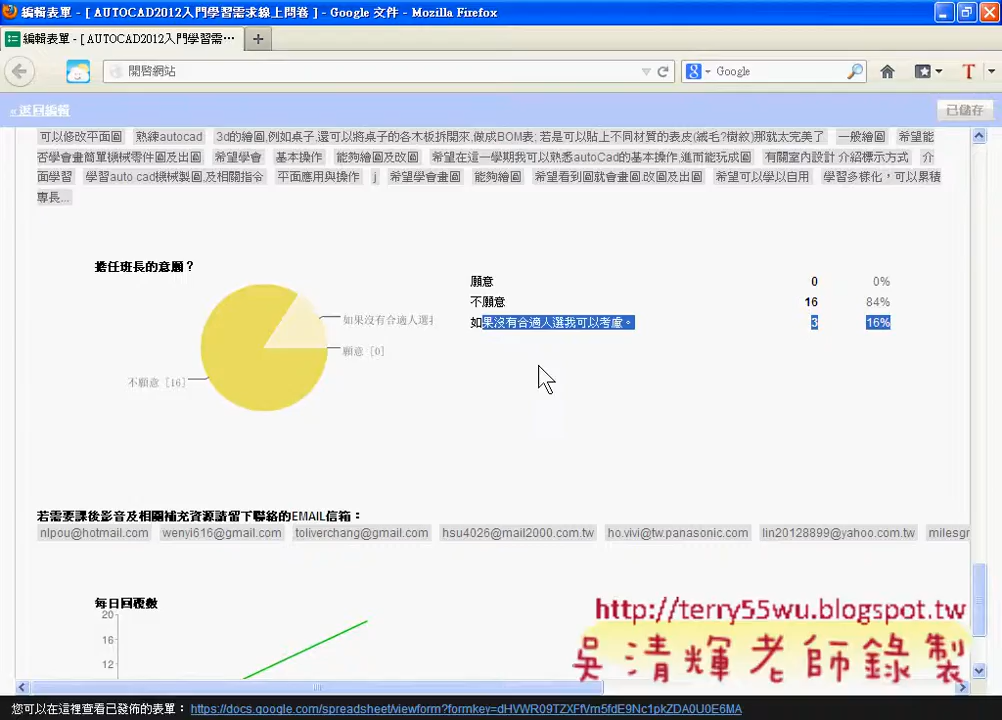 編輯表單 - [ AUTOCAD2012入門學習需求線上問卷 ] - Google 文件 - Mozilla Firefox
編輯表單 - [ AUTOCAD2012入門學習需…
開啓網站
Google
« 返回編輯
已儲存
可以修改平面圖 熟練autocad 3d的繪圖,例如桌子,還可以將桌子的各木板拆開來,做成BOM表; 若是可以貼上不同材質的表皮(絨毛?樹紋)那就太完美了 一般繪圖 希望能
否學會畫簡單機械零件圖及出圖 希望學會 基本操作 能夠繪圖及改圖 希望在這一學期我可以熟悉autoCad的基本操作,進而能玩成圖 有關室內設計 介紹標示方式 介
面學習 學習auto cad機械製圖,及相關指令 平面應用與操作 j 希望學會畫圖 能夠繪圖 希望看到圖就會畫圖,改圖及出圖 希望可以學以自用 學習多樣化，可以累積
專長...
擔任班長的意願？
願意 0 0%
不願意 16 84%
如果沒有合適人選我可以考慮。 3 16%
如果沒有合適人選
願意 [0]
不願意 [16]
若需要課後影音及相關補充資源請留下聯絡的EMAIL信箱：
nlpou@hotmail.com wenyi616@gmail.com toliverchang@gmail.com hsu4026@mail2000.com.tw ho.vivi@tw.panasonic.com lin20128899@yahoo.com.tw milesgr
每日回覆數
20
16
12
http://terry55wu.blogspot.tw
吳清輝老師錄製
您可以在這裡查看已發佈的表單： https://docs.google.com/spreadsheet/viewform?formkey=dHVWR09TZXFfVm5fdE9Nc1pkZDA0U0E6MA